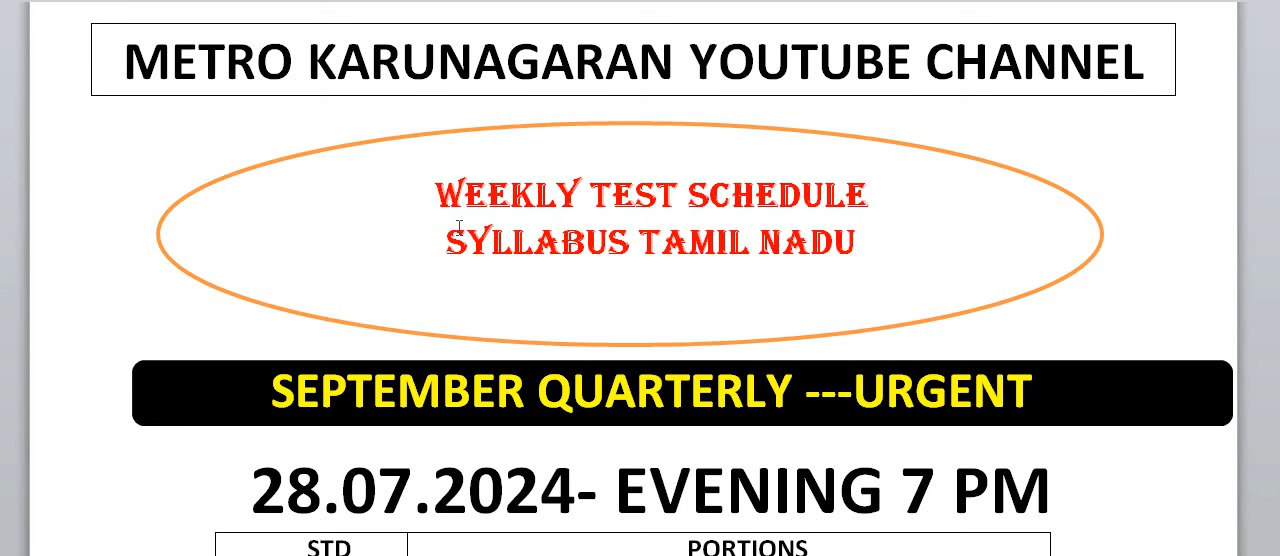 METRO KARUNAGARAN YOUTUBE CHANNEL
WEEKLY TEST SCHEDULE
SYLLABUS TAMIL NADU
SEPTEMBER QUARTERLY ---URGENT
28.07.2024- EVENING 7 PM
STD PORTIONS